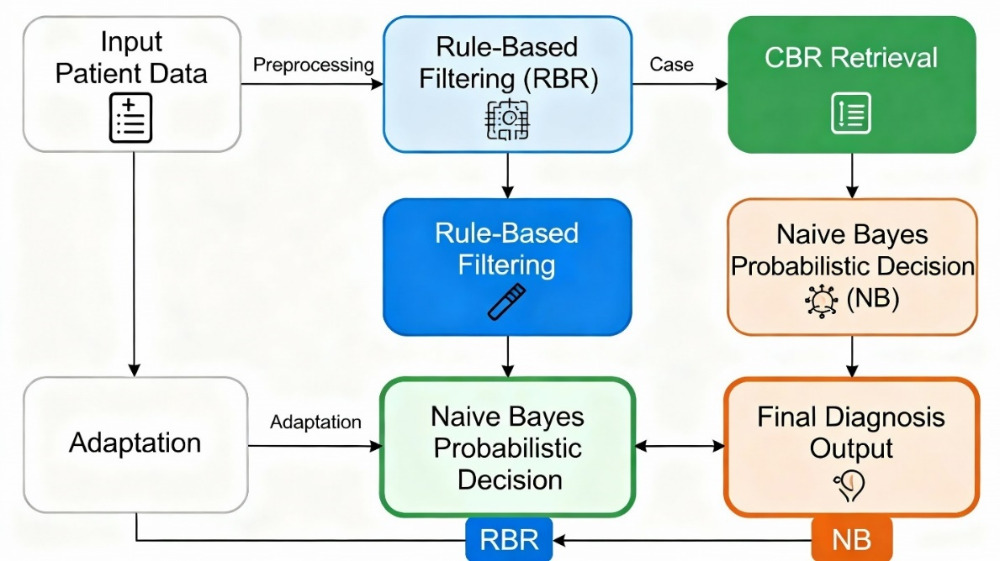 Input
Patient Data
Preprocessing
Rule-Based
Filtering (RBR)
Case
CBR Retrieval
Rule-Based
Filtering
Naive Bayes
Probabilistic Decision
(NB)
Adaptation
Adaptation
Naive Bayes
Probabilistic
Decision
Final Diagnosis
Output
RBR
NB